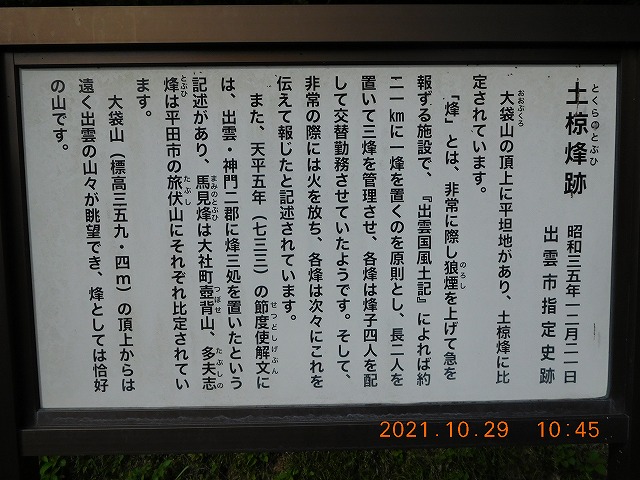 土椋烽跡
とくらのとぶひ
昭和三五年一二月二一日
出雲市指定史跡
大袋山の頂上に平坦地があり、土椋烽に比
おおぶくろ
定されています。
「烽」とは、非常に際し狼煙を上げて急を
のろし
報ずる施設で、『出雲国風土記』によれば約
二一kmに一烽を置くのを原則とし、長二人を
置いて三烽を管理させ、各烽は烽子四人を配
して交替勤務させていたようです。そして、
非常の際には火を放ち、各烽は次々にこれを
伝えて報じたと記述されています。
また、天平五年（七三三）の節度使解文に
せつどしげぶん
は、出雲・神門二郡に烽三処を置いたという
記述があり、馬見烽は大社町壺背山、多夫志
まみのとぶひ
つぼせ
たぶしの
烽は平田市の旅伏山にそれぞれ比定されてい
とぶひ
たぶし
ます。
大袋山（標高三五九・四m）の頂上からは
遠く出雲の山々が眺望でき、烽としては恰好
の山です。
2021.10.29 10:45